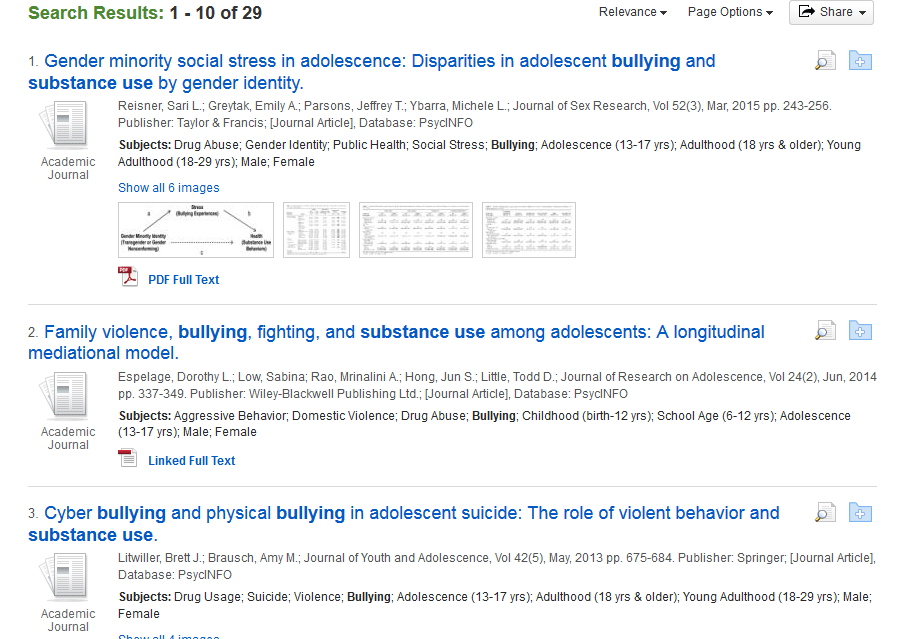 Search Results: 1 - 10 of 29
Relevance Page Options Share
1. Gender minority social stress in adolescence: Disparities in adolescent bullying and
substance use by gender identity.
Reisner, Sari L.; Greytak, Emily A.; Parsons, Jeffrey T.; Ybarra, Michele L.; Journal of Sex Research, Vol 52(3), Mar, 2015 pp. 243-256.
Publisher: Taylor & Francis; [Journal Article], Database: PsycINFO
Academic
Journal
Subjects: Drug Abuse; Gender Identity; Public Health; Social Stress; Bullying; Adolescence (13-17 yrs); Adulthood (18 yrs & older); Young
Adulthood (18-29 yrs); Male; Female
Show all 6 images
Stress
(Bullying Experiences)
a
b
Gender Minority Identity
(Transgender or Gender
Nonconforming)
Health
(Substance Use
Behaviors)
c
PDF Full Text
2. Family violence, bullying, fighting, and substance use among adolescents: A longitudinal
mediational model.
Espelage, Dorothy L.; Low, Sabina; Rao, Mrinalini A.; Hong, Jun S.; Little, Todd D.; Journal of Research on Adolescence, Vol 24(2), Jun, 2014
pp. 337-349. Publisher: Wiley-Blackwell Publishing Ltd.; [Journal Article], Database: PsycINFO
Academic
Journal
Subjects: Aggressive Behavior; Domestic Violence; Drug Abuse; Bullying; Childhood (birth-12 yrs); School Age (6-12 yrs); Adolescence
(13-17 yrs); Male; Female
Linked Full Text
3. Cyber bullying and physical bullying in adolescent suicide: The role of violent behavior and
substance use.
Litwiller, Brett J.; Brausch, Amy M.; Journal of Youth and Adolescence, Vol 42(5), May, 2013 pp. 675-684. Publisher: Springer; [Journal Article],
Database: PsycINFO
Academic
Journal
Subjects: Drug Usage; Suicide; Violence; Bullying; Adolescence (13-17 yrs); Adulthood (18 yrs & older); Young Adulthood (18-29 yrs); Male;
Female
Show all 4 images